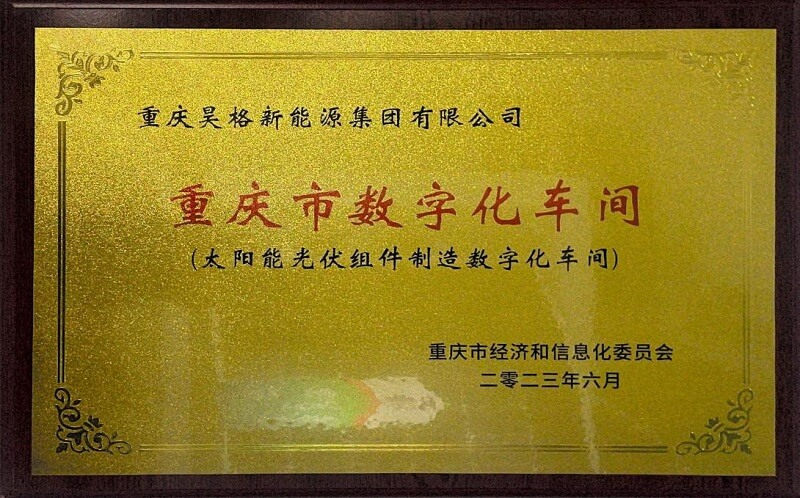 重庆昊格新能源集团有限公司
重庆市数字化车间
(太阳能光伏组件制造数字化车间)
重庆市经济和信息化委员会
二零二三年六月